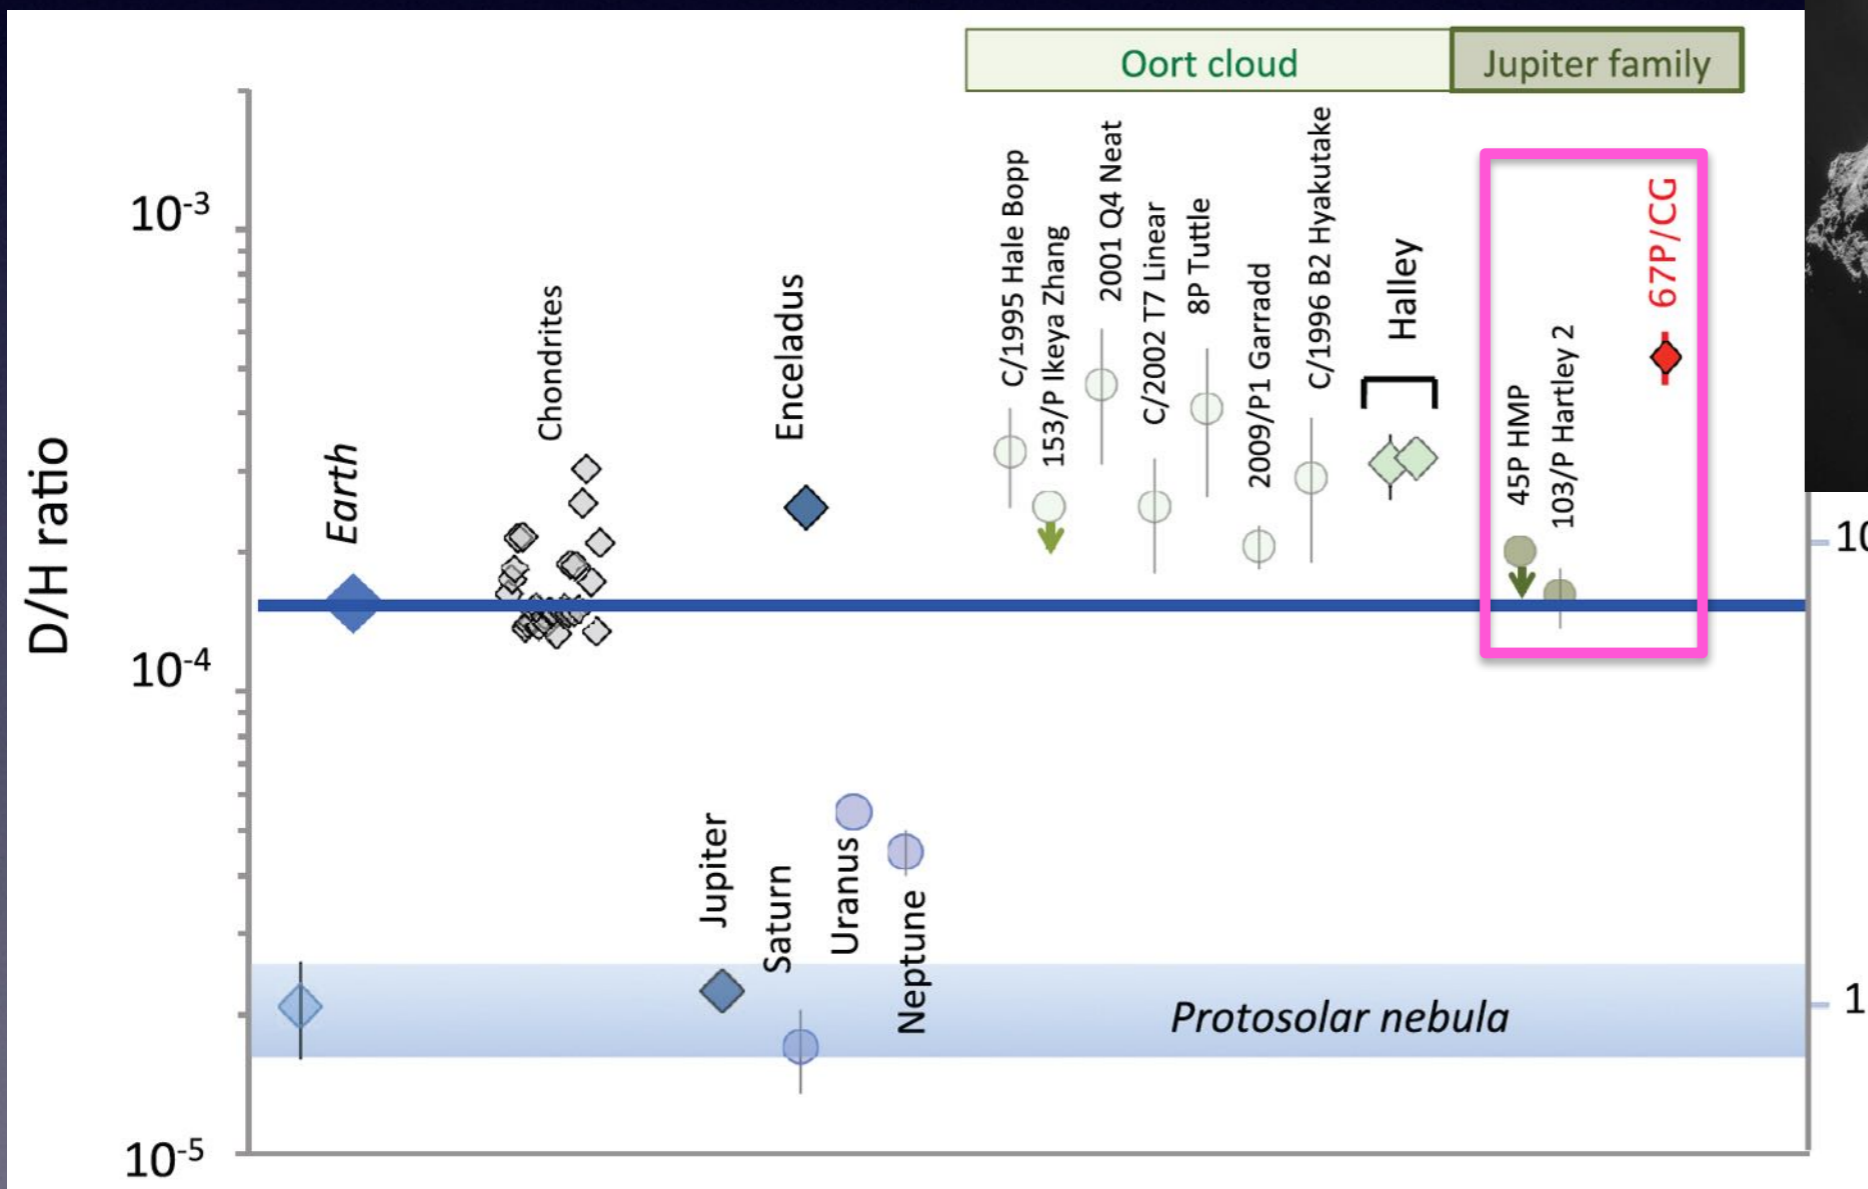 Oort cloud
Jupiter family
D/H ratio
10-3
10-4
10-5
Earth
Chondrites
Enceladus
Jupiter
Saturn
Uranus
Neptune
C/1995 Hale Bopp
153/P Ikeya Zhang
2001 Q4 Neat
C/2002 T7 Linear
8P Tuttle
2009/P1 Garradd
C/1996 B2 Hyakutake
Halley
45P HMP
103/P Hartley 2
67P/CG
Protosolar nebula
10
1